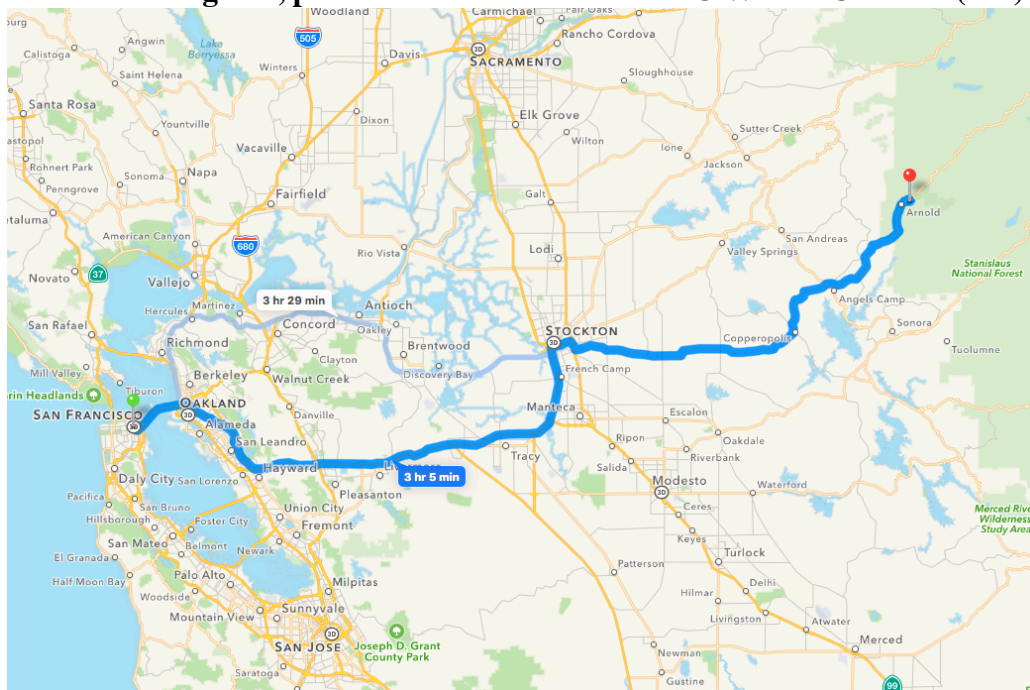 Woodland
Carmichael
Fair Oaks
Rancho Cordova
505
Calistoga
Angwin
Lake
Berryessa
Winters
Davis
SACRAMENTO
Saint Helena
Sloughhouse
Santa Rosa
Dixon
Elk Grove
Yountville
Wilton
Sutter Creek
Vacaville
Ione
Jackson
Rohnert Park
Sonoma
Napa
Penngrove
Fairfield
Galt
Arnold
American Canyon
680
Rio Vista
Lodi
Valley Springs
San Andreas
Stanislaus
National Forest
Novato
37
Vallejo
3 hr 29 min
Antioch
Angels Camp
Hercules
Martinez
Oakley
STOCKTON
Sonora
San Rafael
Concord
Copperopolis
Richmond
Brentwood
Tuolumne
Clayton
Mill Valley
Discovery Bay
French Camp
Berkeley
Walnut Creek
Tiburon
rin Headlands
OAKLAND
Manteca
SAN FRANCISCO
Danville
Escalon
Alameda
Oakdale
San Leandro
Ripon
Tracy
Riverbank
Hayward
Salida
Daly City
San Lorenzo
3 hr 5 min
Pleasanton
Modesto
Waterford
Pacifica
San Bruno
Union City
Merced Rive
Wilderness
Study Area
Hillsborough
Foster City
Ceres
Fremont
San Mateo
Belmont
Newark
Keyes
El Granada
Turlock
Half Moon Bay
Palo Alto
Milpitas
Patterson
Delhi
Woodside
Hilmar
Sunnyvale
Livingston
Mountain View
Atwater
SAN JOSE
Joseph D. Grant
County Park
Merced
Newman
Saratoga
Gustine
99